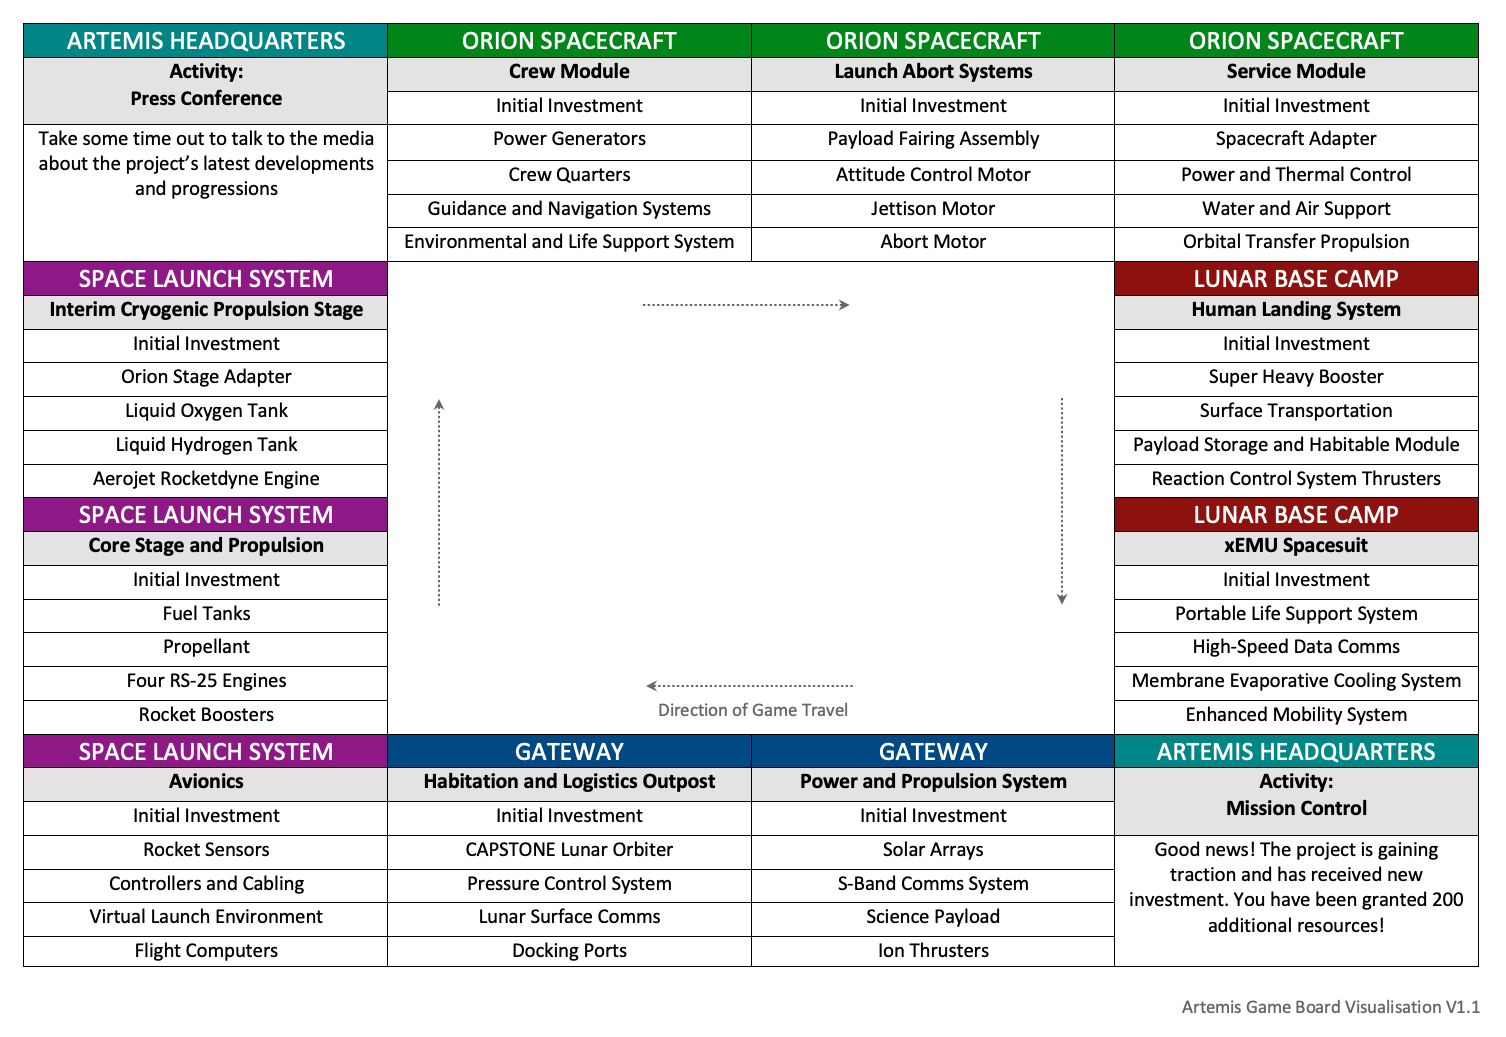 ARTEMIS HEADQUARTERS
Activity:
Press Conference
Take some time out to talk to the media
about the project’s latest developments
and progressions
ORION SPACECRAFT
Crew Module
Initial Investment
Power Generators
Crew Quarters
Guidance and Navigation Systems
Environmental and Life Support System
ORION SPACECRAFT
Launch Abort Systems
Initial Investment
Payload Fairing Assembly
Attitude Control Motor
Jettison Motor
Abort Motor
ORION SPACECRAFT
Service Module
Initial Investment
Spacecraft Adapter
Power and Thermal Control
Water and Air Support
Orbital Transfer Propulsion
SPACE LAUNCH SYSTEM
Interim Cryogenic Propulsion Stage
Initial Investment
Orion Stage Adapter
Liquid Oxygen Tank
Liquid Hydrogen Tank
Aerojet Rocketdyne Engine
LUNAR BASE CAMP
Human Landing System
Initial Investment
Super Heavy Booster
Surface Transportation
Payload Storage and Habitable Module
Reaction Control System Thrusters
SPACE LAUNCH SYSTEM
Core Stage and Propulsion
Initial Investment
Fuel Tanks
Propellant
Four RS-25 Engines
Rocket Boosters
Direction of Game Travel
LUNAR BASE CAMP
xEMU Spacesuit
Initial Investment
Portable Life Support System
High-Speed Data Comms
Membrane Evaporative Cooling System
Enhanced Mobility System
SPACE LAUNCH SYSTEM
Avionics
Initial Investment
Rocket Sensors
Controllers and Cabling
Virtual Launch Environment
Flight Computers
GATEWAY
Habitation and Logistics Outpost
Initial Investment
CAPSTONE Lunar Orbiter
Pressure Control System
Lunar Surface Comms
Docking Ports
GATEWAY
Power and Propulsion System
Initial Investment
Solar Arrays
S-Band Comms System
Science Payload
Ion Thrusters
ARTEMIS HEADQUARTERS
Activity:
Mission Control
Good news! The project is gaining
traction and has received new
investment. You have been granted 200
additional resources!
Artemis Game Board Visualisation V1.1